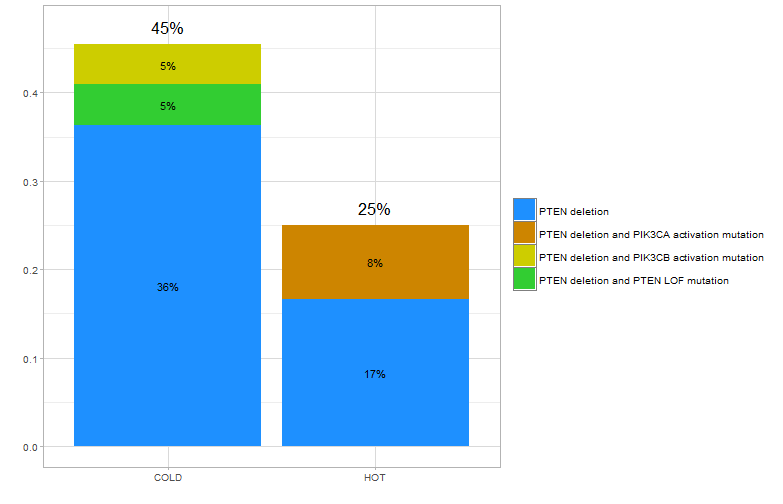 45%
5%
5%
36%
25%
8%
17%
0.4
0.3
0.2
0.1
0.0
COLD
HOT
PTEN deletion
PTEN deletion and PIK3CA activation mutation
PTEN deletion and PIK3CB activation mutation
PTEN deletion and PTEN LOF mutation